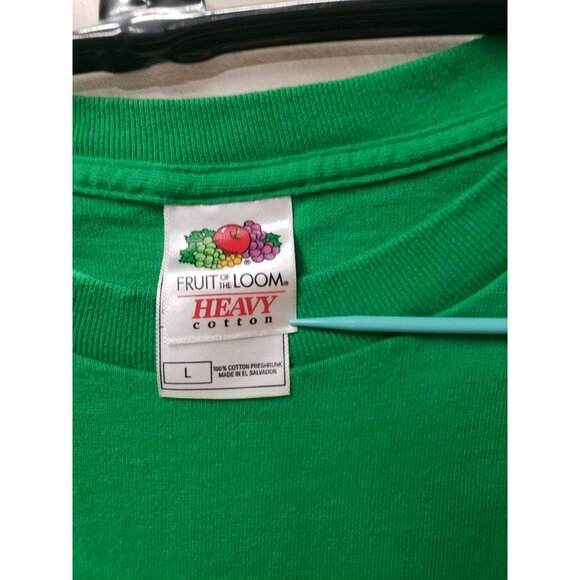 FRUIT OF THE LOOM®
HEAVY
cotton
L
100% COTTON PRESHRUNK
MADE IN EL SALVADOR